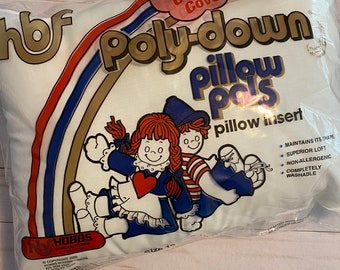 hbf
Poly-down
pillow
pals
pillow insert
• MAINTAINS ITS SHAPE
• SUPERIOR LOFT
• NON-ALLERGENIC
• COMPLETELY
WASHABLE
HOBBS